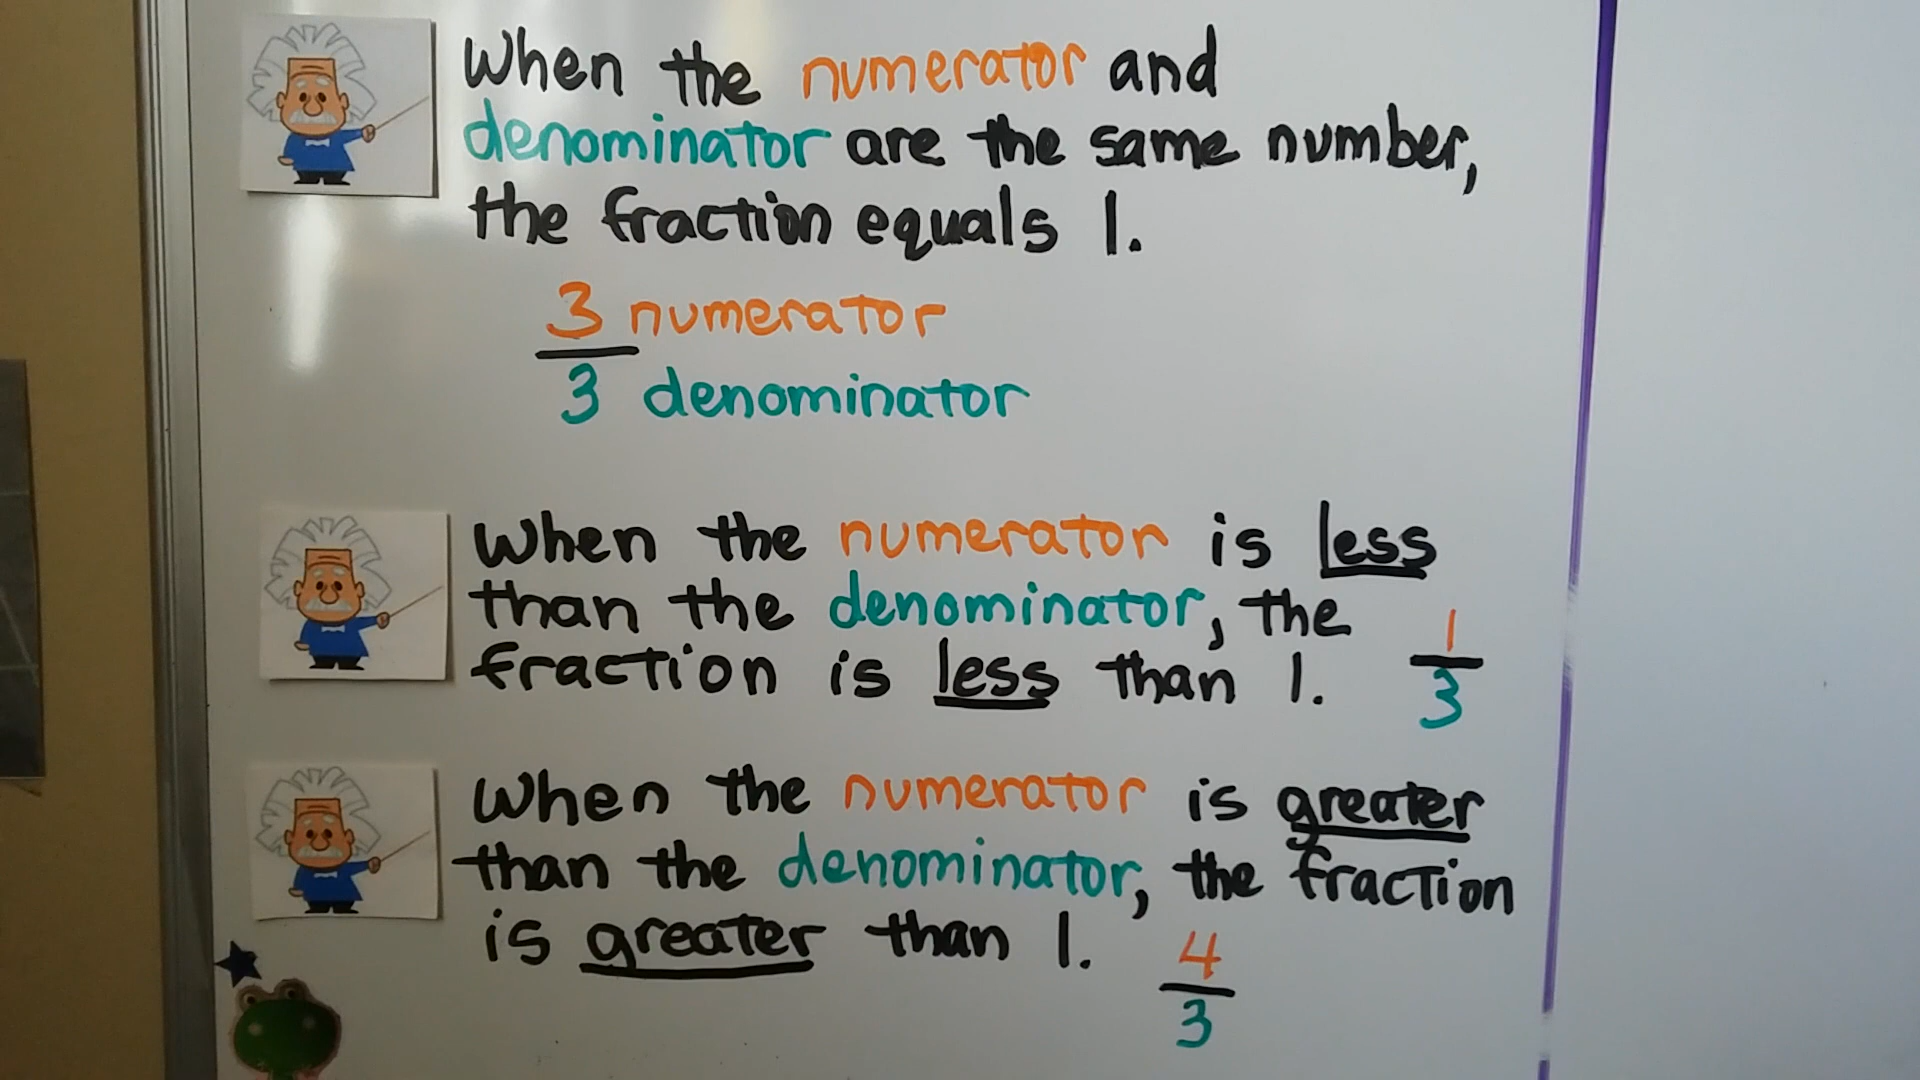 When the numerator and
denominator are the same number,
the fraction equals 1.
3 numerator
3 denominator
When the numerator is less
than the denominator, the
fraction is less than 1.
1
3
When the numerator is greater
than the denominator, the fraction
is greater than 1.
4
3